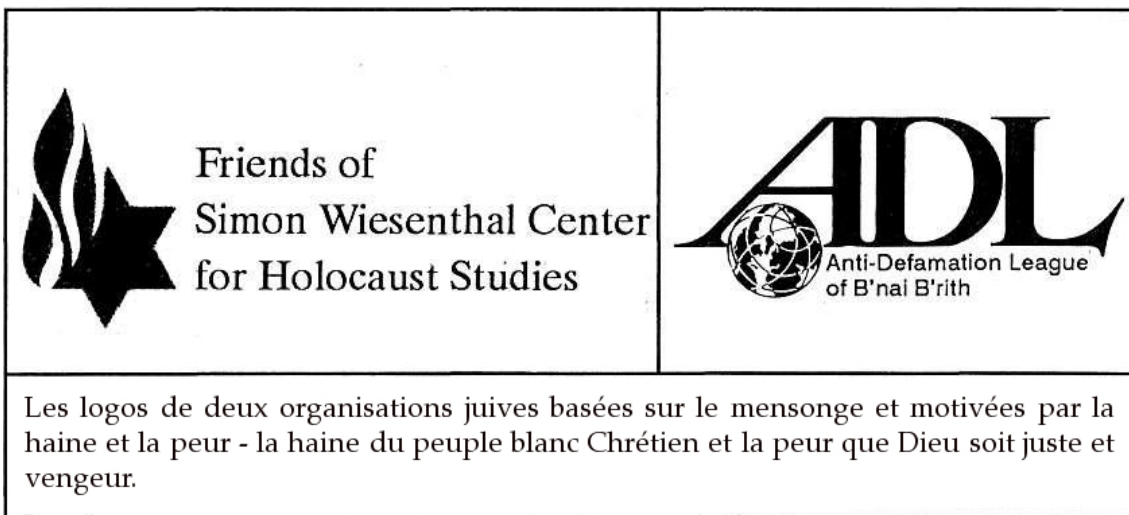 Friends of
Simon Wiesenthal Center
for Holocaust Studies
ADL
Anti-Defamation League
of B'nai B'rith
Les logos de deux organisations juives basées sur le mensonge et motivées par la
haine et la peur - la haine du peuple blanc Chrétien et la peur que Dieu soit juste et
vengeur.